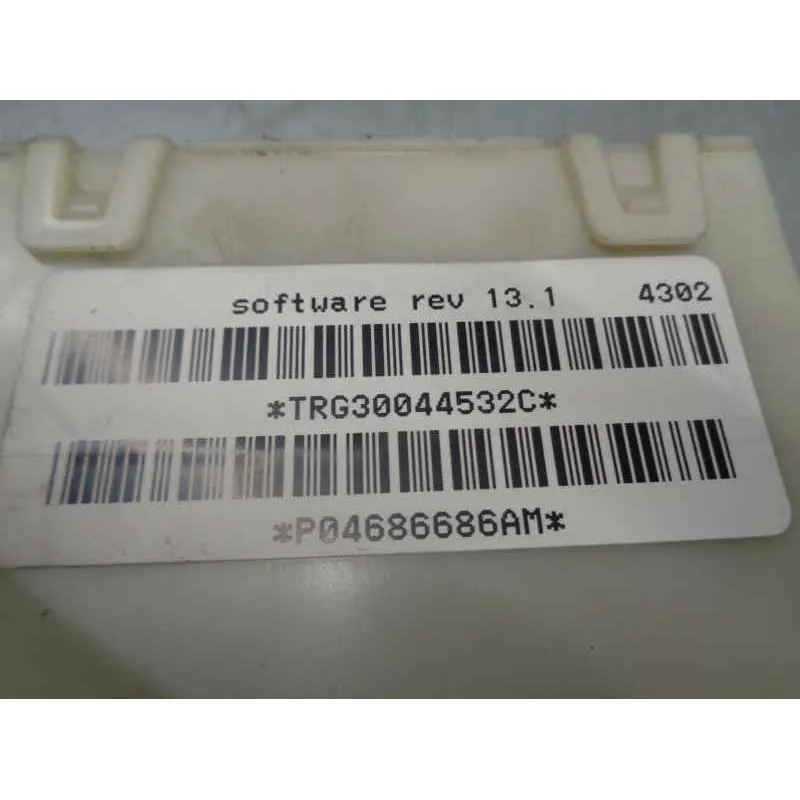 software rev 13.1 4302
*TRG30044532C*
*P04686686AM*